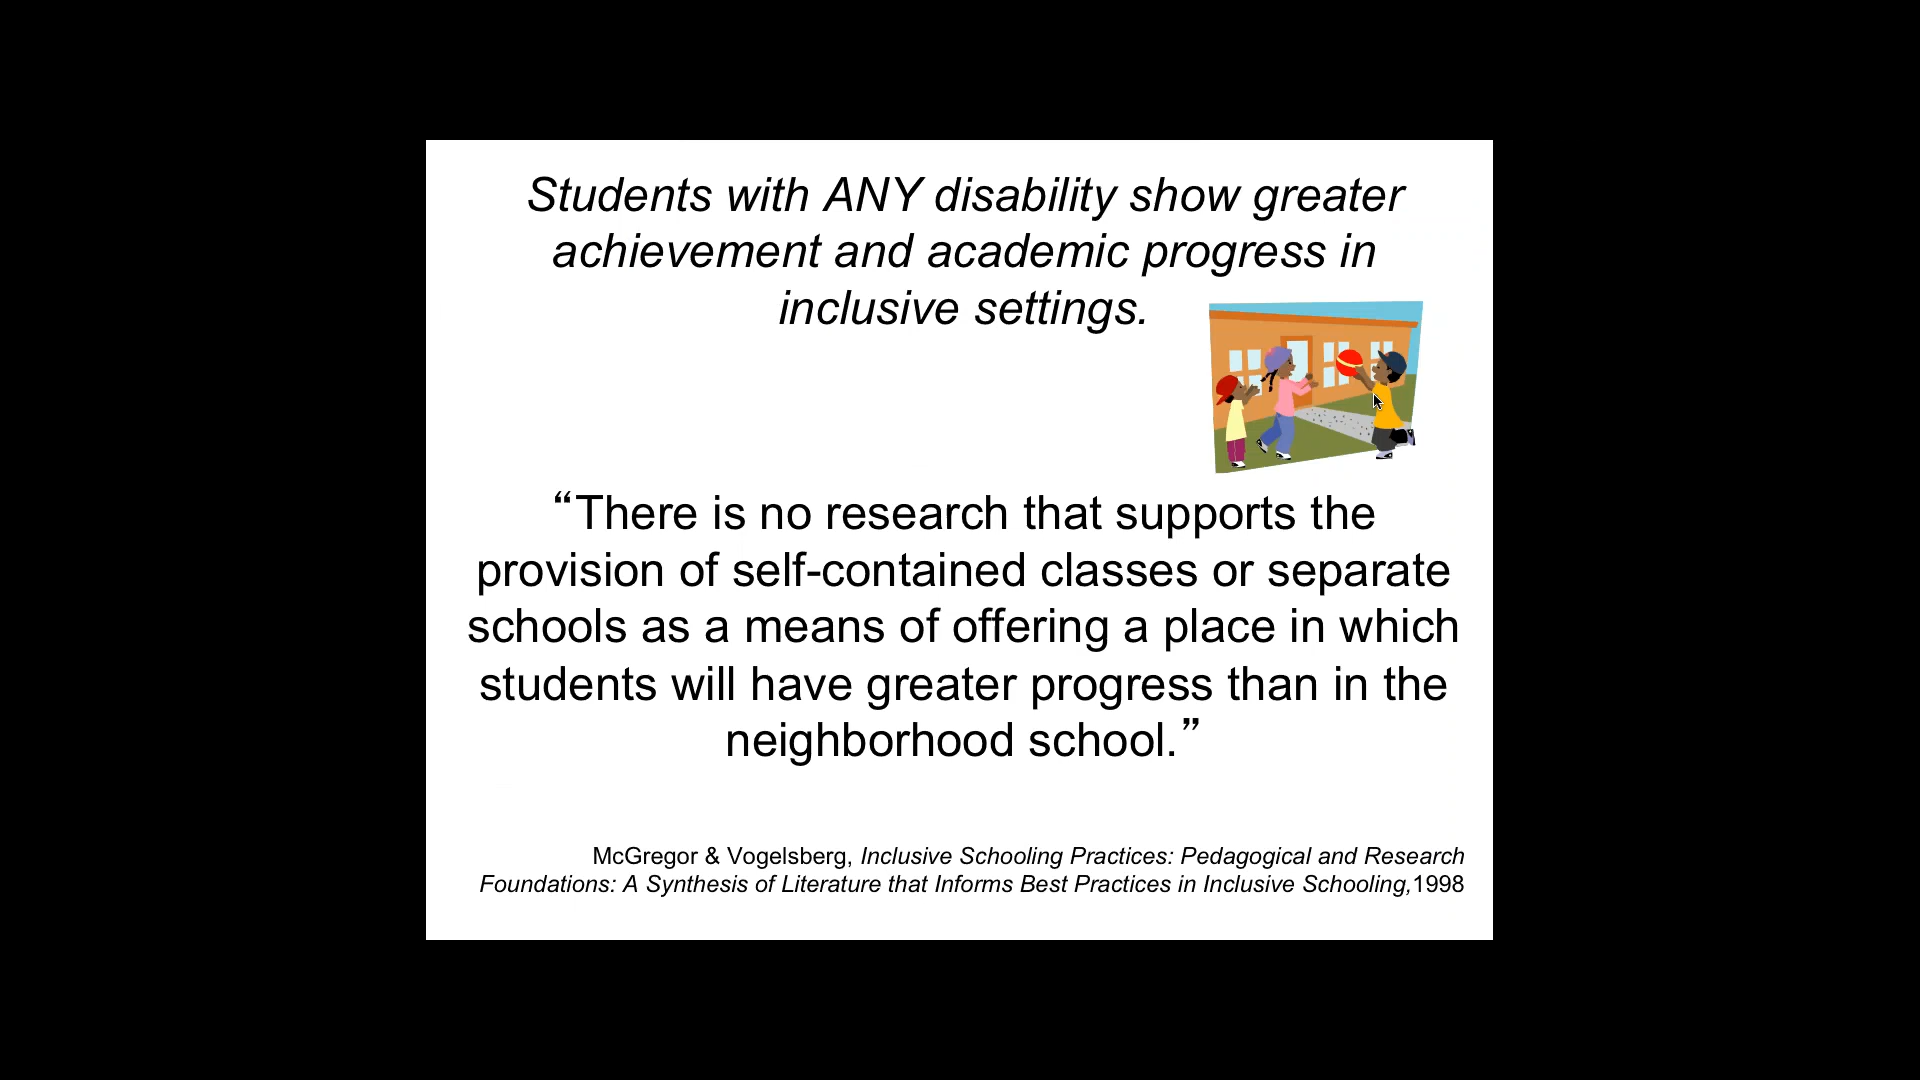 Students with ANY disability show greater
achievement and academic progress in
inclusive settings.
“There is no research that supports the
provision of self-contained classes or separate
schools as a means of offering a place in which
students will have greater progress than in the
neighborhood school.”
McGregor & Vogelsberg, Inclusive Schooling Practices: Pedagogical and Research
Foundations: A Synthesis of Literature that Informs Best Practices in Inclusive Schooling,1998